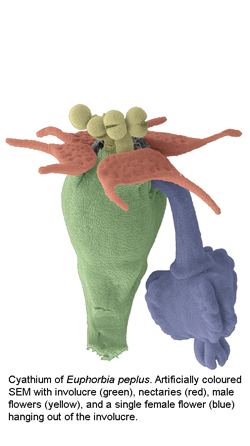 Cyathium of Euphorbia peplus. Artificially coloured
SEM with involucre (green), nectaries (red), male
flowers (yellow), and a single female flower (blue)
hanging out of the involucre.